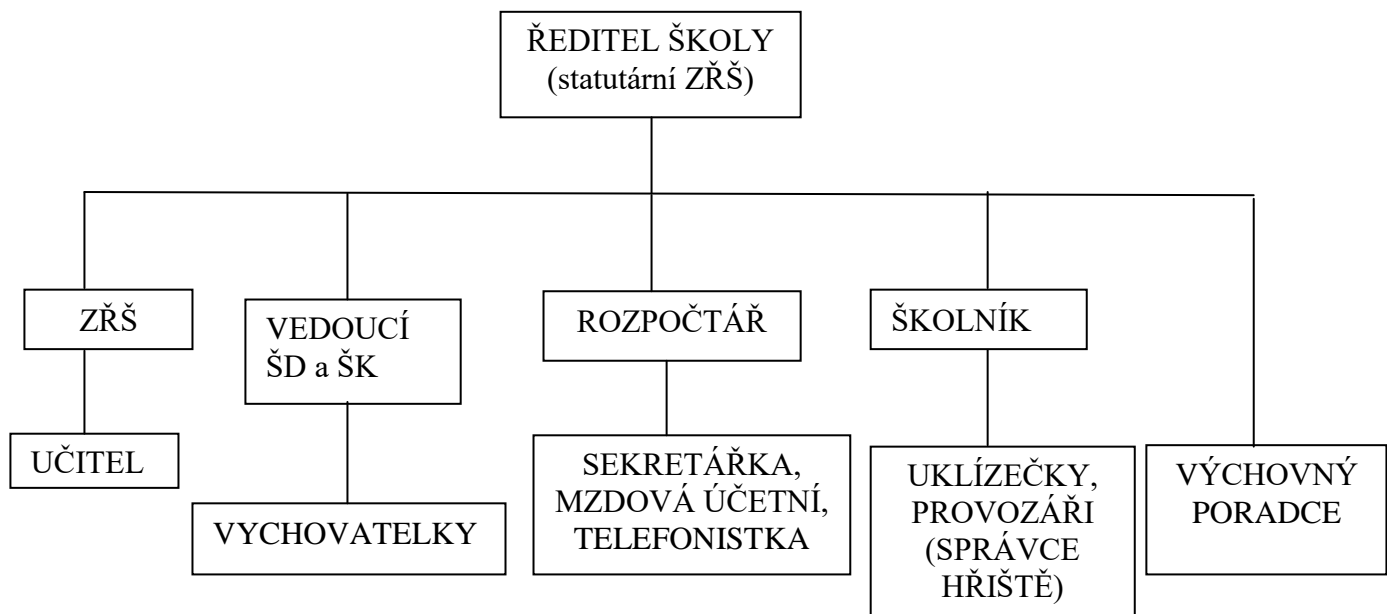 ŘEDITEL ŠKOLY
(statutární ZŘŠ)
ZŘŠ
VEDOUCÍ
ŠD a ŠK
ROZPOČTÁŘ
ŠKOLNÍK
UČITEL
VYCHOVATELKY
SEKRETÁŘKA,
MZDOVÁ ÚČETNÍ,
TELEFONISTKA
UKLÍZEČKY,
PROVOZÁŘI
(SPRÁVCE
HŘIŠTĚ)
VÝCHOVNÝ
PORADCE